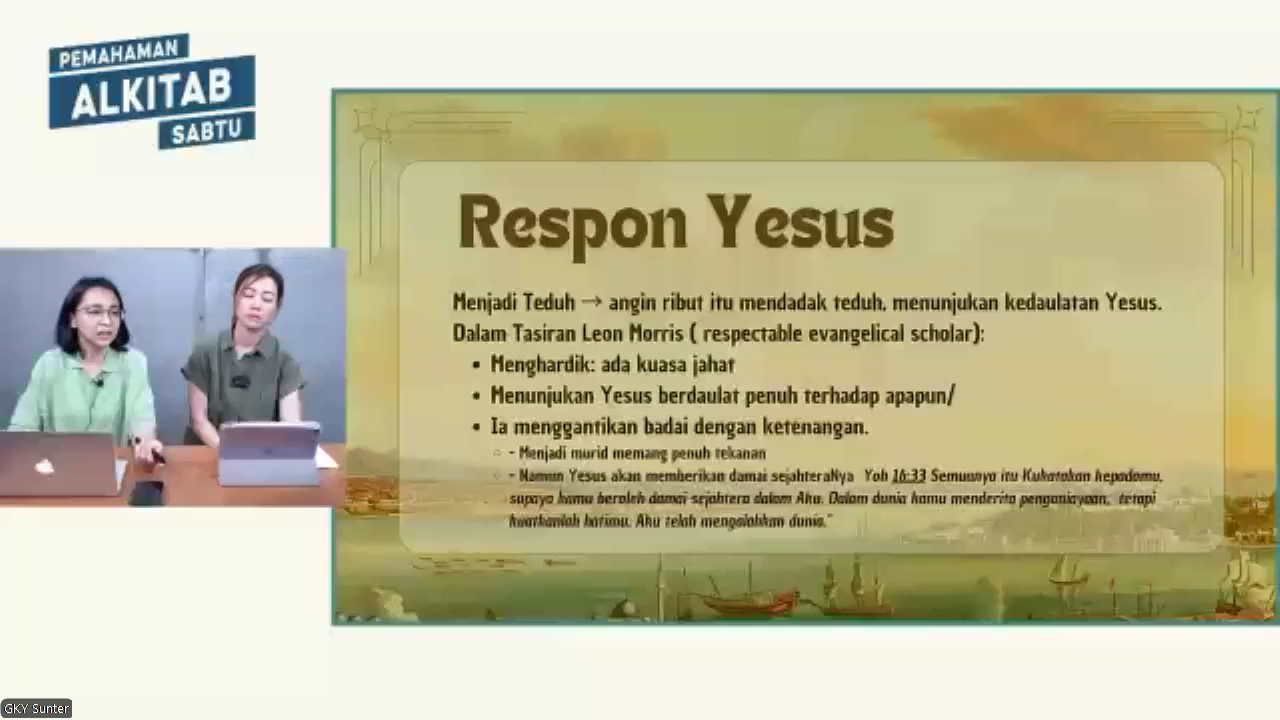 PEMAHAMAN
ALKITAB
SABTU
Respon Yesus
Menjadi Teduh → angin ribut itu mendadak teduh, menunjukan kedaulatan Yesus.
Dalam Tasiran Leon Morris ( respectable evangelical scholar):
• Menghardik: ada kuasa jahat
• Menunjukan Yesus berdaulat penuh terhadap apapun/
• Ia menggantikan badai dengan ketenangan.
○ - Menjadi murid memang penuh tekanan
○ - Namun Yesus akan memberikan damai sejahteraNya Yoh 16:33 Semuanya itu Kukatakan kepadamu,
supaya kamu beroleh damai sejahtera dalam Aku. Dalam dunia kamu menderita penganiayaan, tetapi
kuatkanlah hatimu, Aku telah mengalahkan dunia."
GKY Sunter